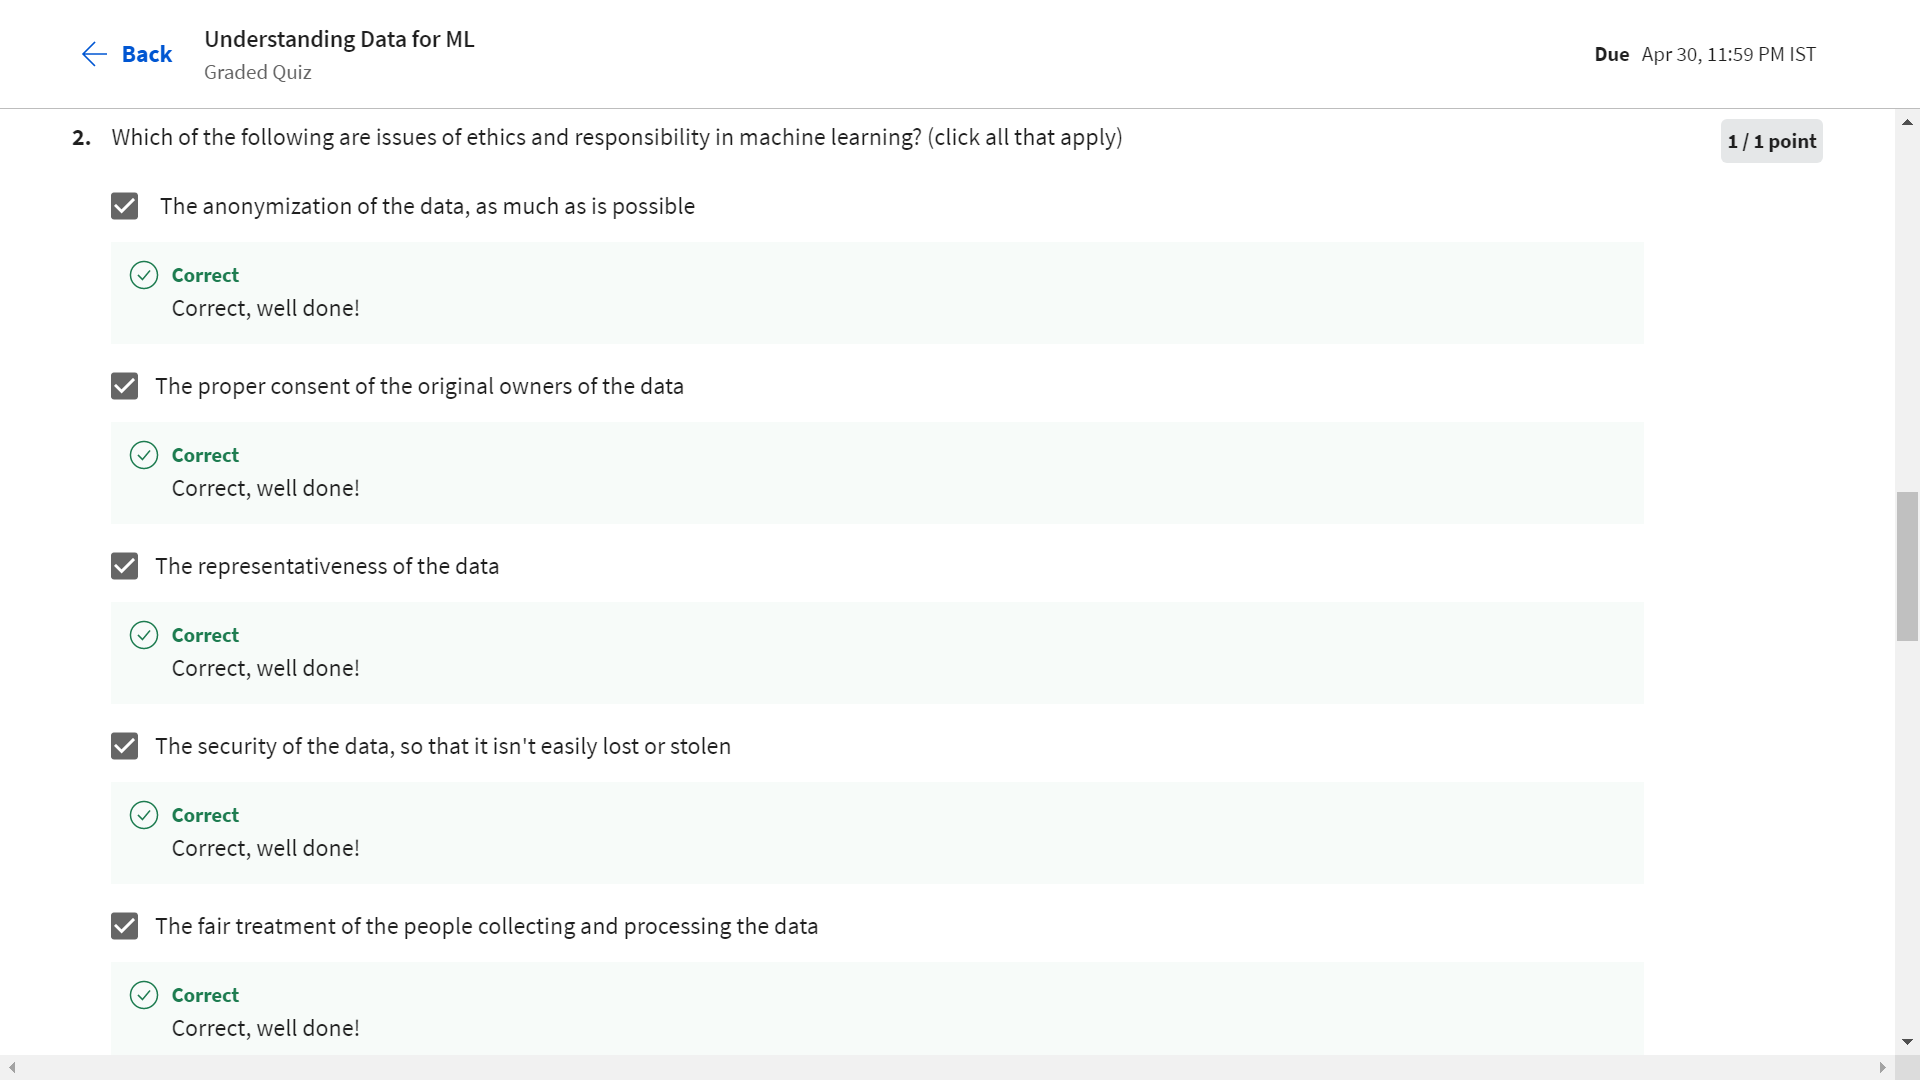 Back
Understanding Data for ML
Graded Quiz
Due Apr 30, 11:59 PM IST
2. Which of the following are issues of ethics and responsibility in machine learning? (click all that apply)
1 / 1 point
The anonymization of the data, as much as is possible
Correct
Correct, well done!
The proper consent of the original owners of the data
Correct
Correct, well done!
The representativeness of the data
Correct
Correct, well done!
The security of the data, so that it isn't easily lost or stolen
Correct
Correct, well done!
The fair treatment of the people collecting and processing the data
Correct
Correct, well done!